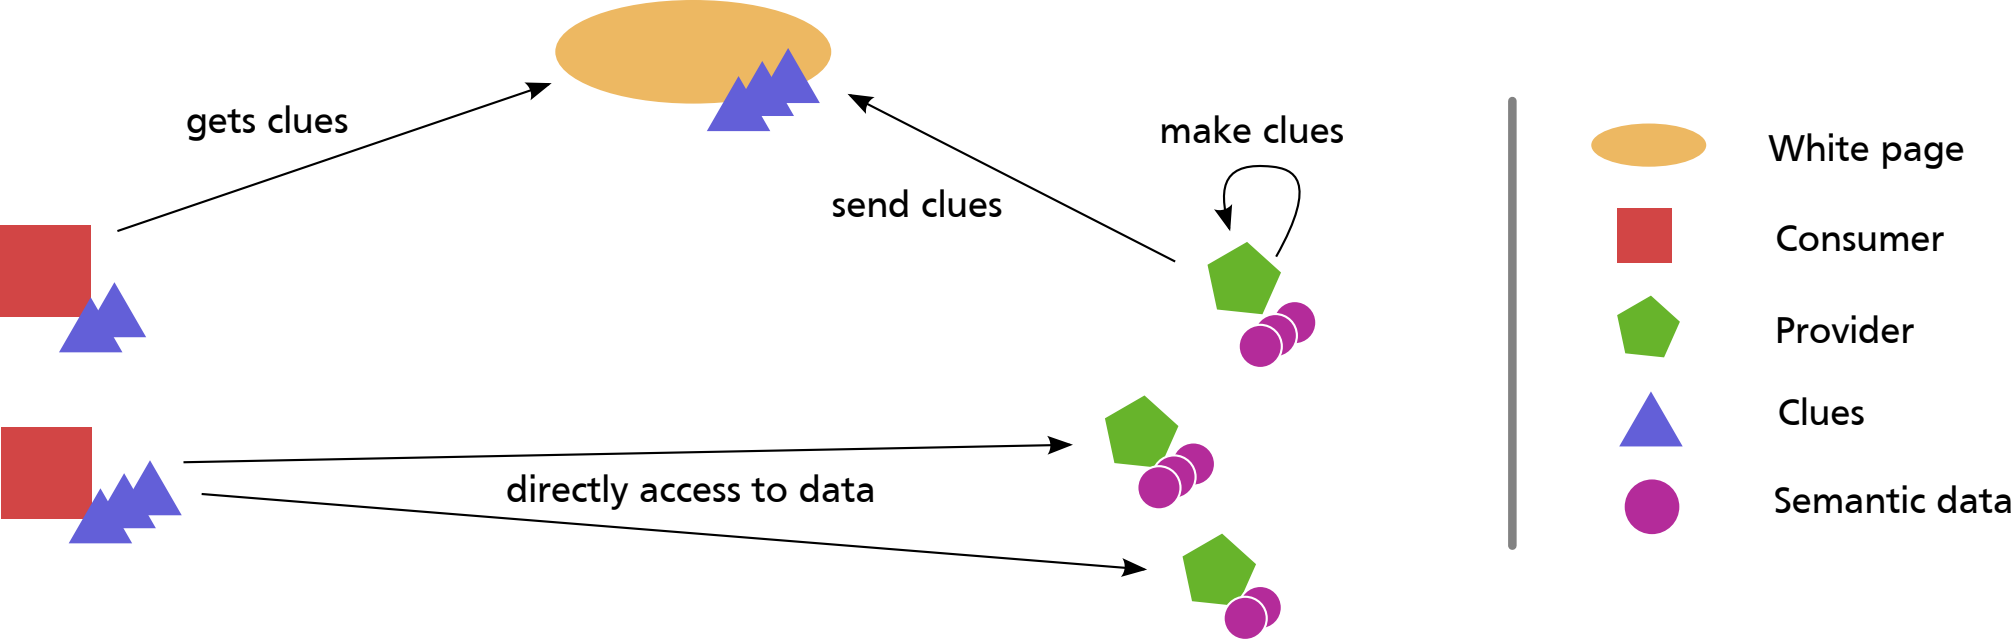 gets clues
make clues
send clues
directly access to data
White page
Consumer
Provider
Clues
Semantic data